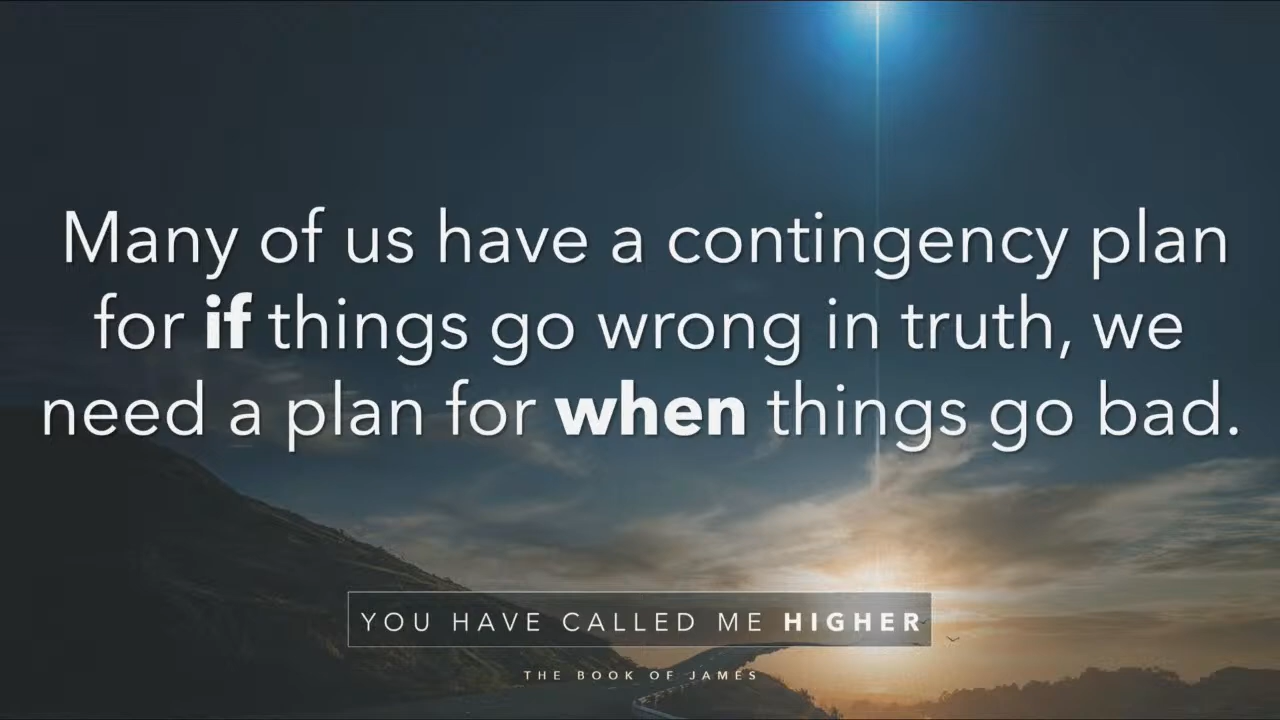 Many of us have a contingency plan
for if things go wrong in truth, we
need a plan for when things go bad.
YOU HAVE CALLED ME HIGHER
THE BOOK OF JAMES